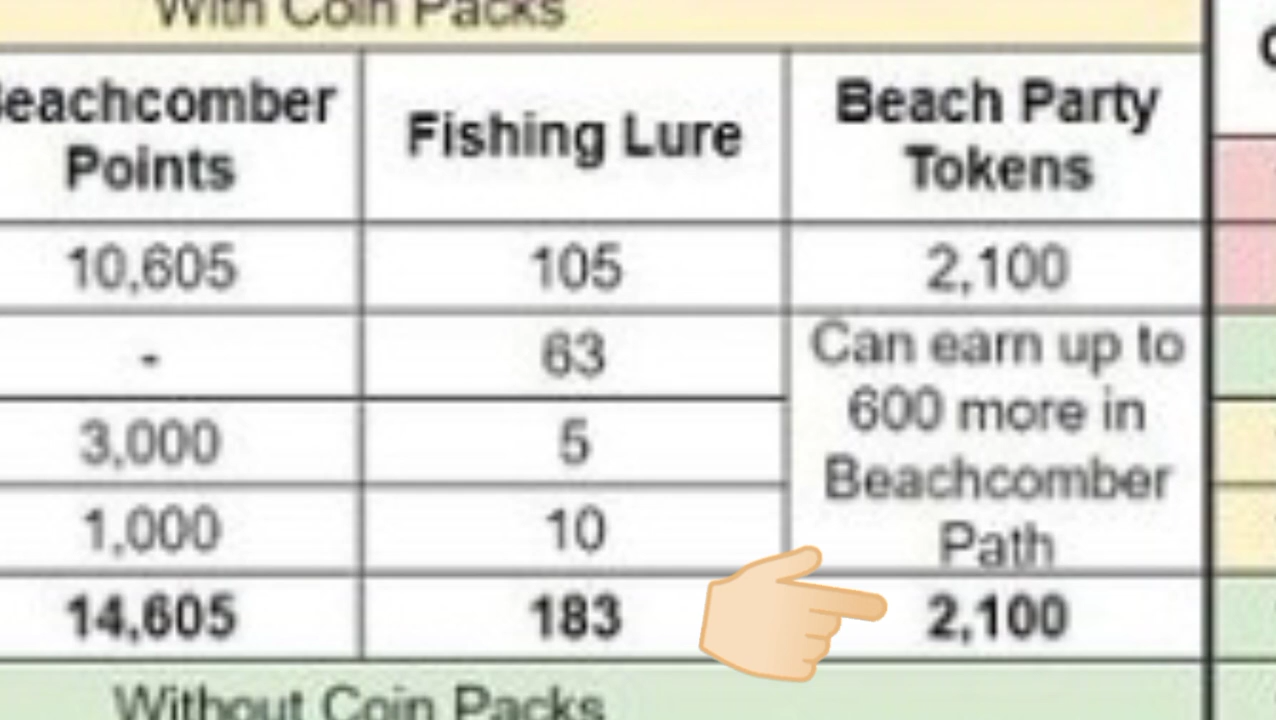 With Coin Packs
Beachcomber
Points
Fishing Lure
Beach Party
Tokens
10,605
105
2,100
-
63
Can earn up to
600 more in
Beachcomber
Path
3,000
5
1,000
10
14,605
183
2,100
Without Coin Packs